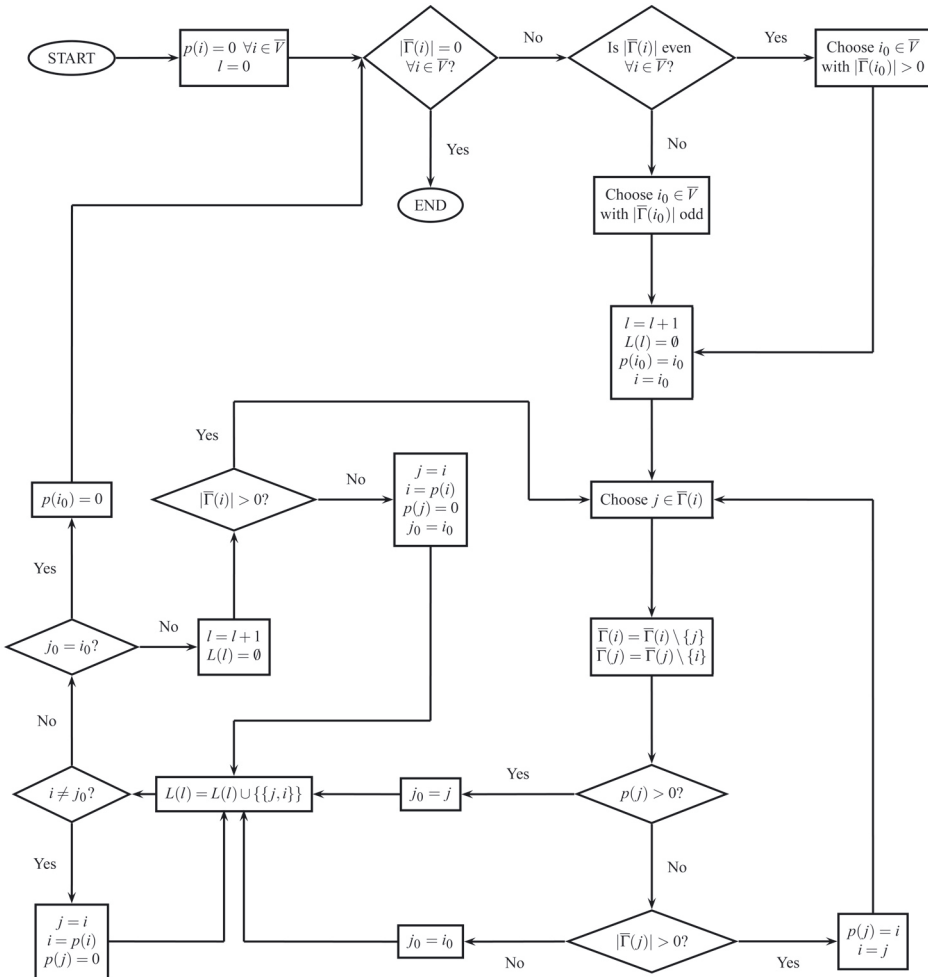 START
p(i) = 0 ∀i ∈ V̅
l = 0
|Γ̅(i)| = 0
∀i ∈ V̅?
No
Is |Γ̅(i)| even
∀i ∈ V̅?
Yes
Choose i₀ ∈ V̅
with |Γ̅(i₀)| > 0
Yes
END
No
Choose i₀ ∈ V̅
with |Γ̅(i₀)| odd
l = l + 1
L(l) = ∅
p(i₀) = i₀
i = i₀
Yes
|Γ̅(i)| > 0?
No
j = i
i = p(i)
p(j) = 0
j₀ = i₀
Choose j ∈ Γ̅(i)
p(i₀) = 0
Yes
j₀ = i₀?
No
l = l + 1
L(l) = ∅
Γ̅(i) = Γ̅(i) \ {j}
Γ̅(j) = Γ̅(j) \ {i}
No
i ≠ j₀?
L(l) = L(l) ∪ {{j, i}}
j₀ = j
Yes
p(j) > 0?
Yes
No
j = i
i = p(i)
p(j) = 0
j₀ = i₀
No
|Γ̅(j)| > 0?
Yes
p(j) = i
i = j